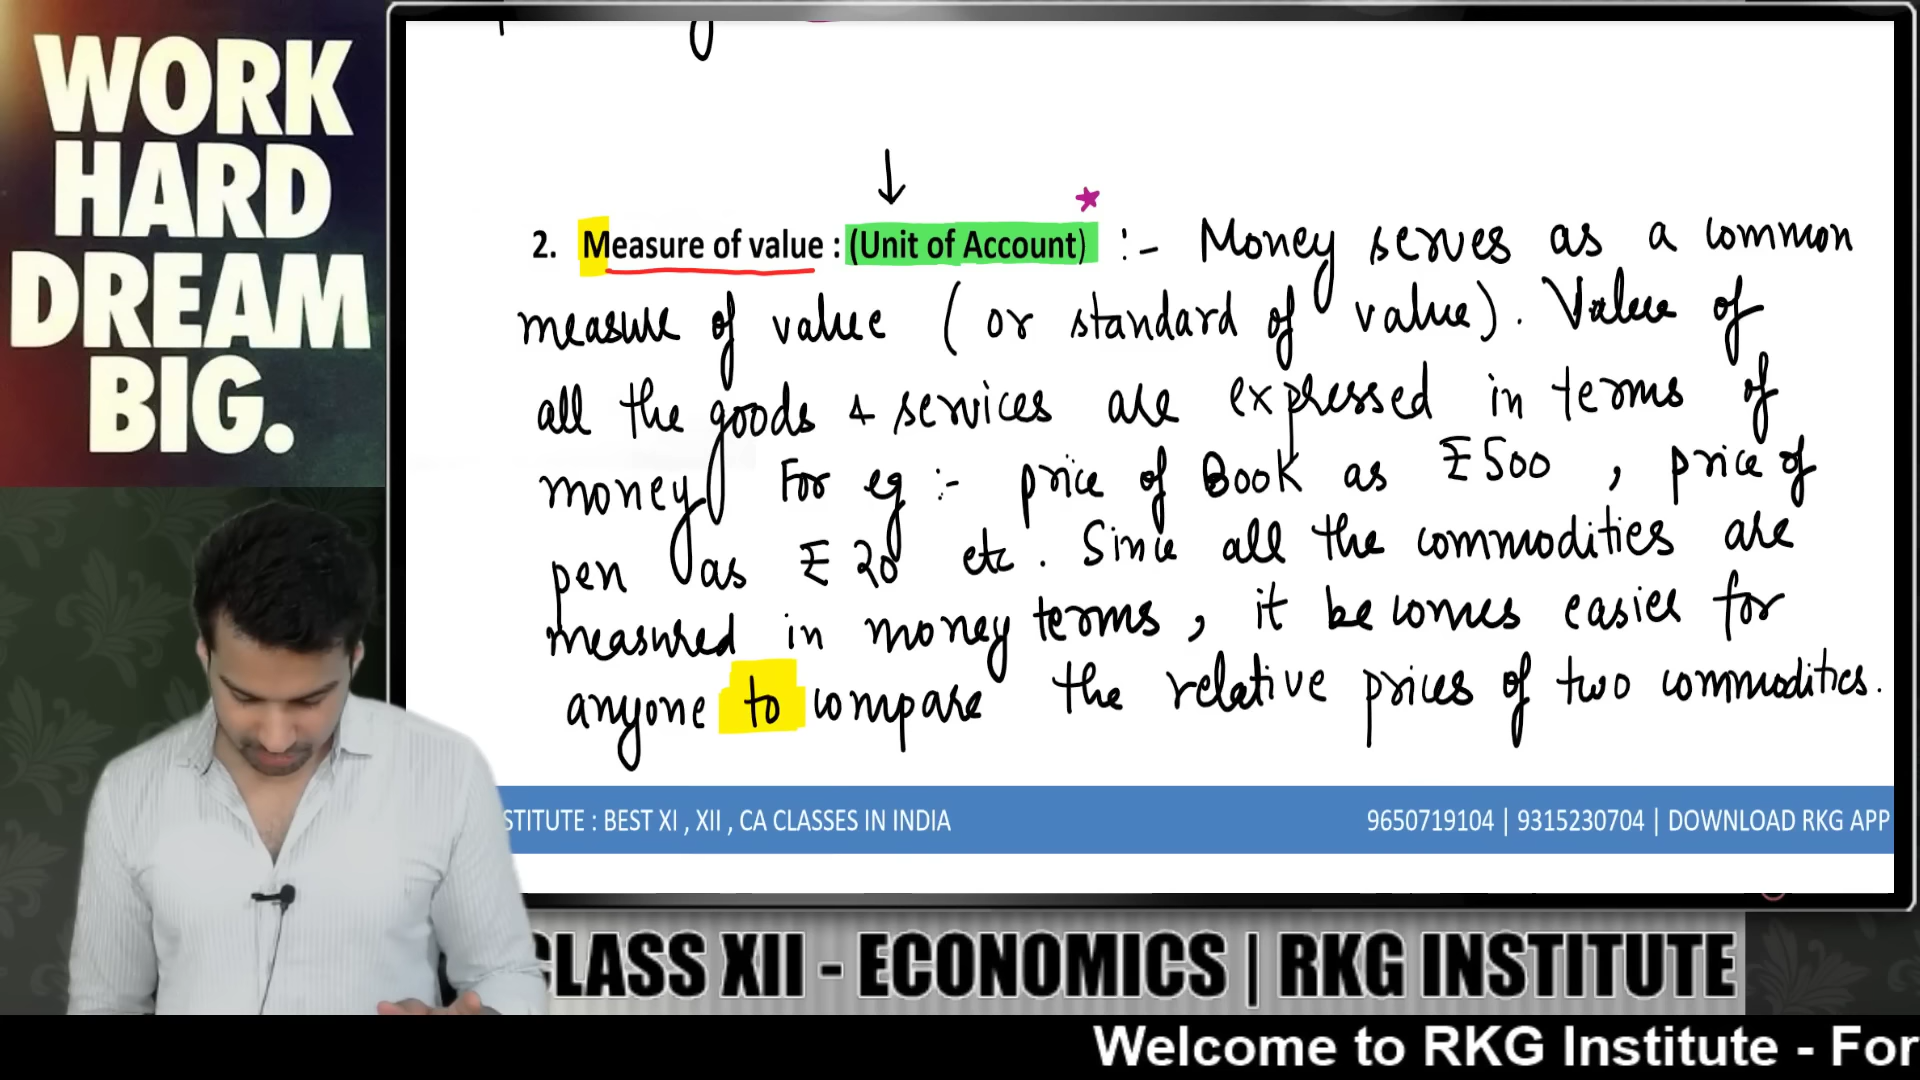 WORK
HARD
DREAM
BIG.
2. Measure of value : (Unit of Account) :- Money serves as a common
measure of value ( or standard of value). Value of
all the goods & services are expressed in terms of
money For eg :- price of Book as ₹500 , price of
pen as ₹ 20 etc. Since all the commodities are
measured in money terms, it becomes easier for
anyone to compare the relative prices of two commodities.
STITUTE : BEST XI , XII , CA CLASSES IN INDIA
9650719104 | 9315230704 | DOWNLOAD RKG APP
CLASS XII - ECONOMICS | RKG INSTITUTE
Welcome to RKG Institute - For